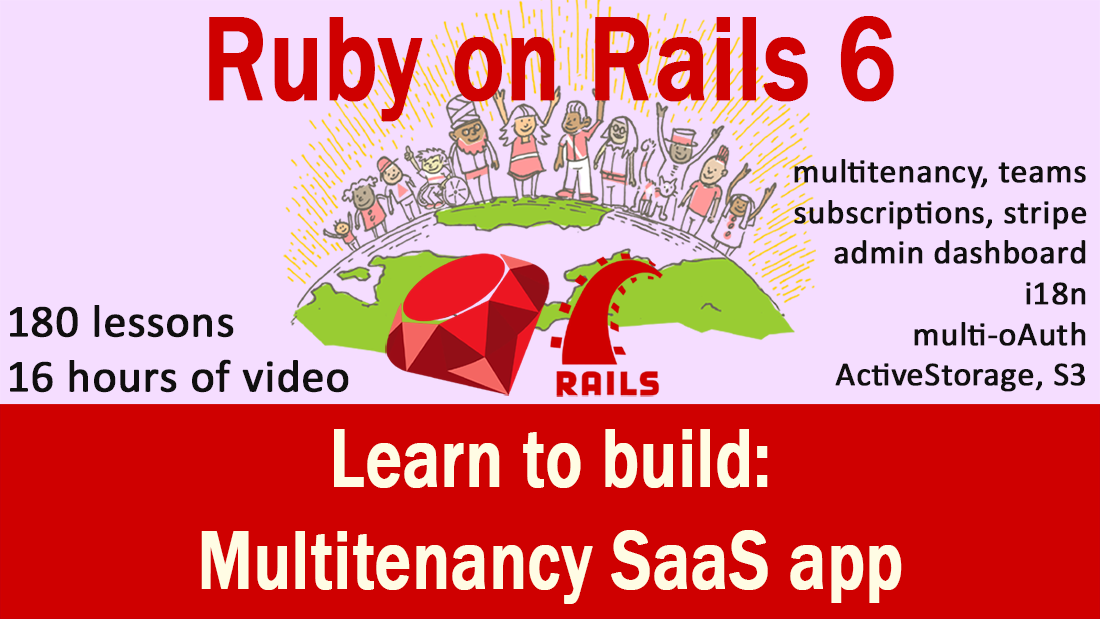 Ruby on Rails 6
multitenancy, teams
subscriptions, stripe
admin dashboard
i18n
multi-oAuth
ActiveStorage, S3
180 lessons
16 hours of video
RAILS
Learn to build:
Multitenancy SaaS app